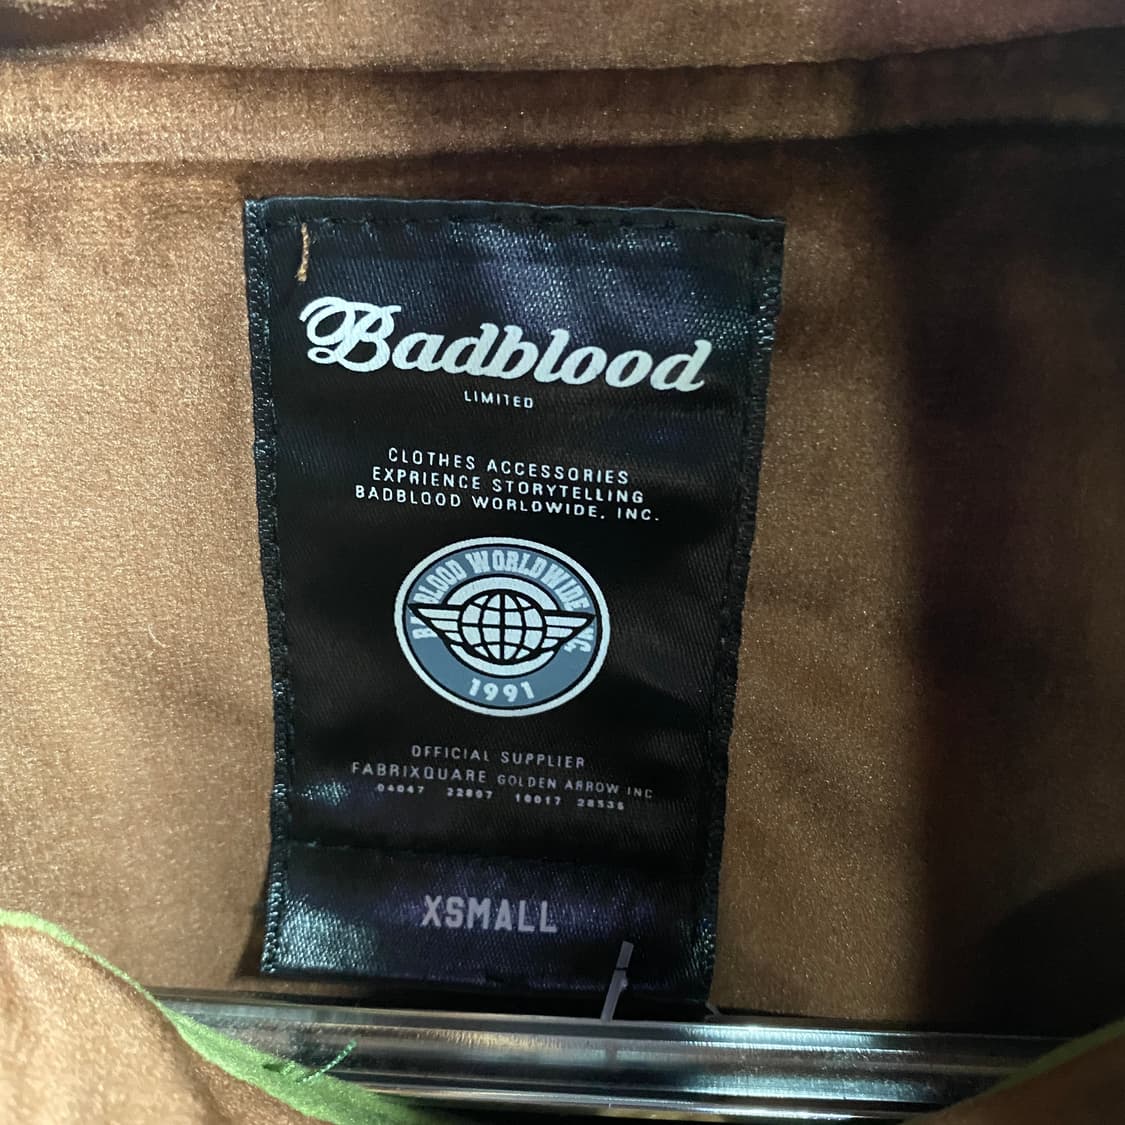 Badblood
LIMITED
CLOTHES ACCESSORIES
EXPRIENCE STORYTELLING
BADBLOOD WORLDWIDE, INC.
BADBLOOD WORLDWIDE INC.
1991
OFFICIAL SUPPLIER
FABRIXQUARE GOLDEN ARROW INC
04047 22897 10017 28535
XSMALL